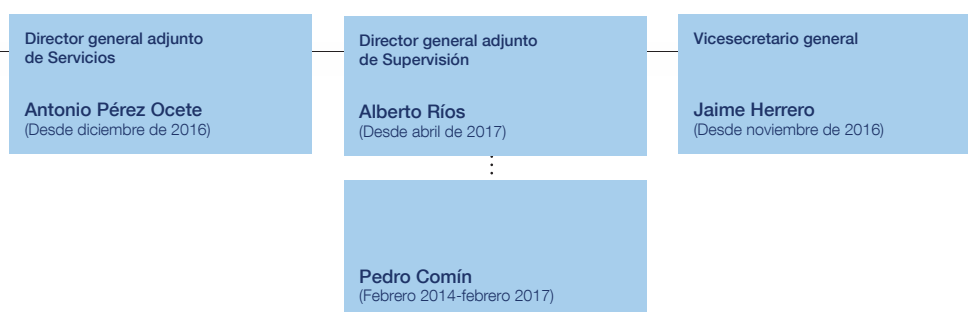 Director general adjunto
de Servicios
Antonio Pérez Ocete
(Desde diciembre de 2016)
Director general adjunto
de Supervisión
Alberto Ríos
(Desde abril de 2017)
Vicesecretario general
Jaime Herrero
(Desde noviembre de 2016)
Pedro Comín
(Febrero 2014-febrero 2017)